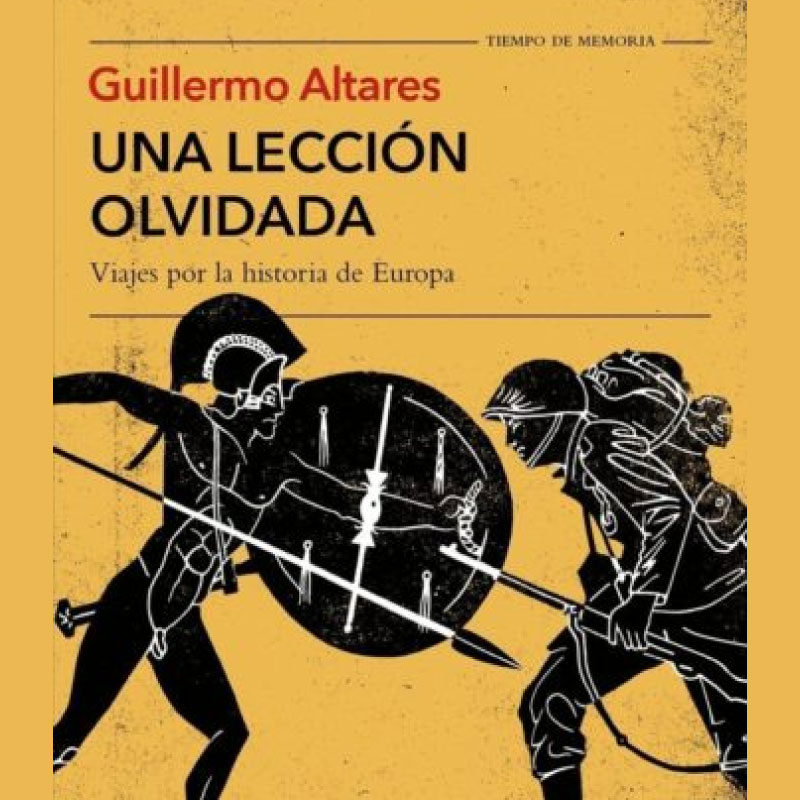 TIEMPO DE MEMORIA
Guillermo Altares
UNA LECCIÓN
OLVIDADA
Viajes por la historia de Europa